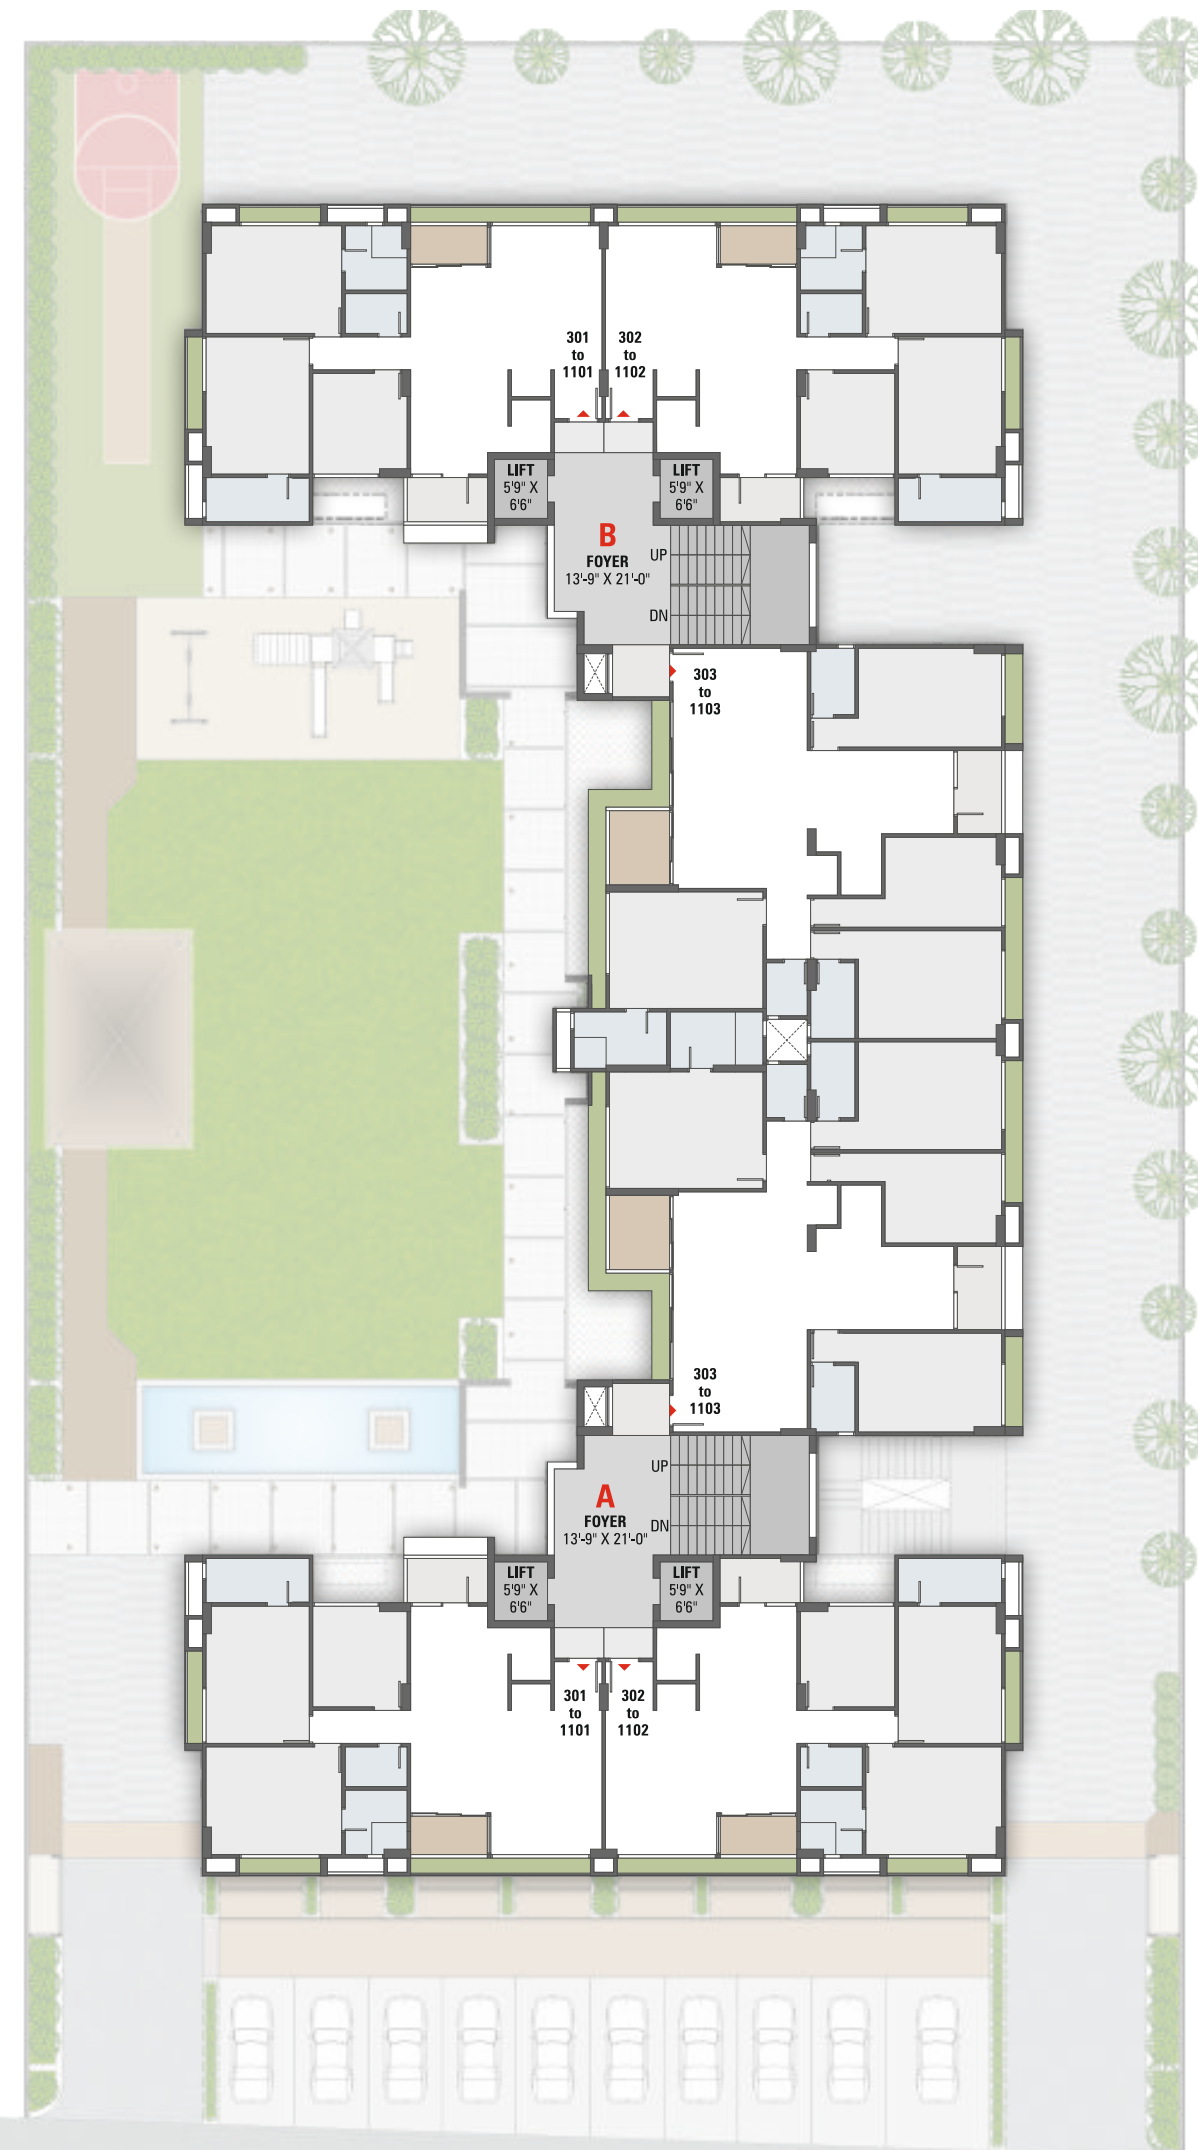 301
to
1101
302
to
1102
LIFT
5'9" X
6'6"
LIFT
5'9" X
6'6"
B
FOYER
13'-9" X 21'-0"
UP
DN
303
to
1103
303
to
1103
UP
A
FOYER
13'-9" X 21'-0"
DN
LIFT
5'9" X
6'6"
LIFT
5'9" X
6'6"
301
to
1101
302
to
1102